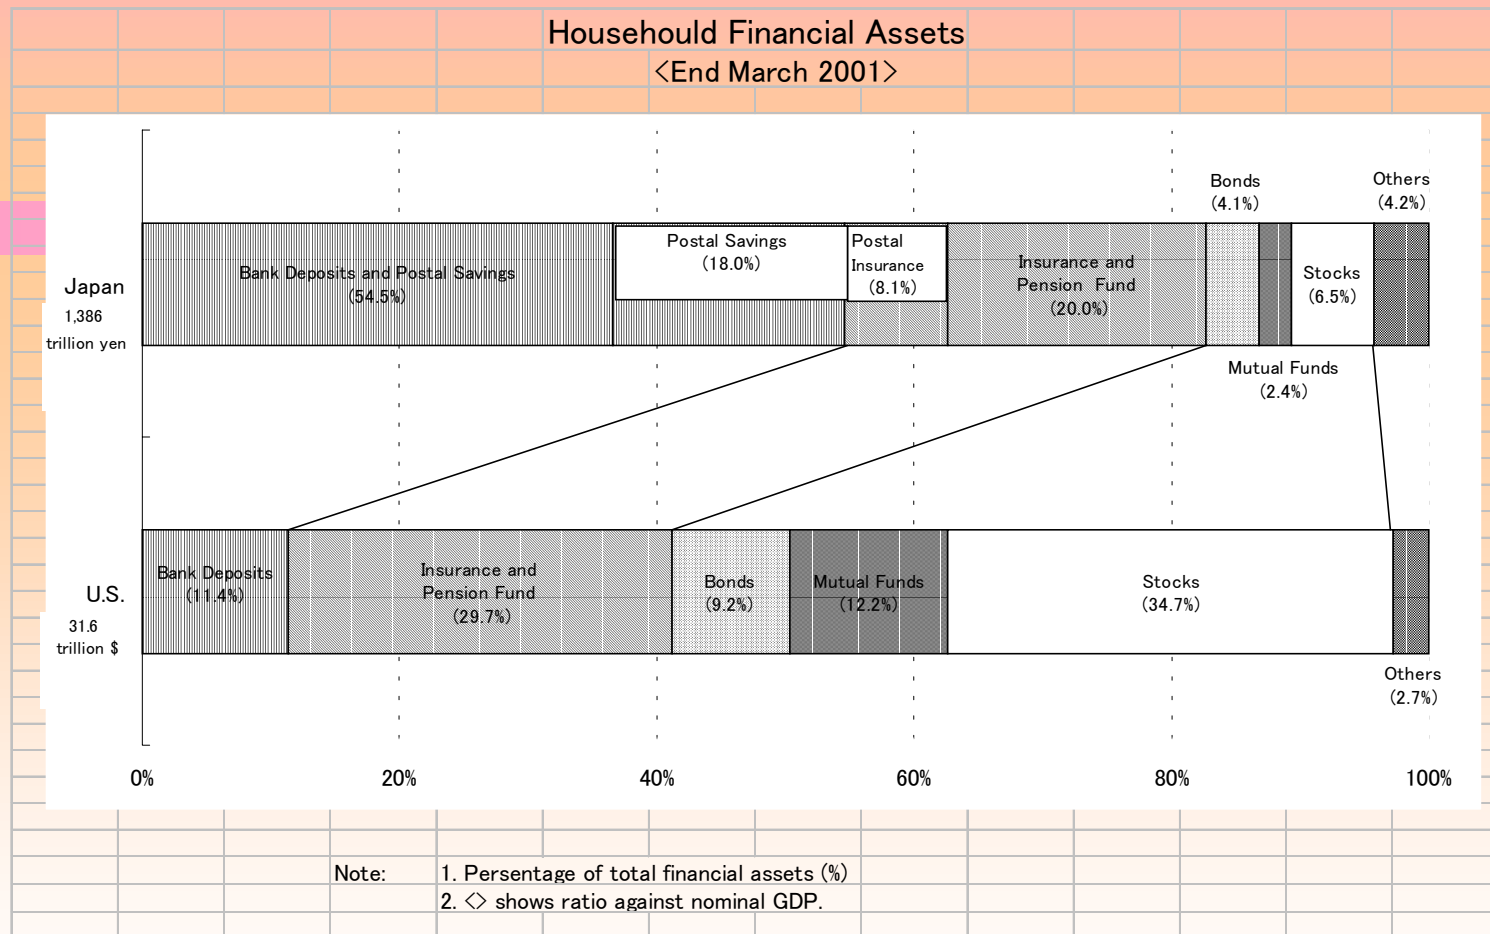 Househould Financial Assets
<End March 2001>
Bonds
(4.1%)
Others
(4.2%)
Japan
1,386
trillion yen
Bank Deposits and Postal Savings
(54.5%)
Postal Savings
(18.0%)
Postal
Insurance
(8.1%)
Insurance and
Pension Fund
(20.0%)
Stocks
(6.5%)
Mutual Funds
(2.4%)
U.S.
31.6
trillion $
Bank Deposits
(11.4%)
Insurance and
Pension Fund
(29.7%)
Bonds
(9.2%)
Mutual Funds
(12.2%)
Stocks
(34.7%)
Others
(2.7%)
0% 20% 40% 60% 80% 100%
Note: 1. Persentage of total financial assets (%)
2. <> shows ratio against nominal GDP.